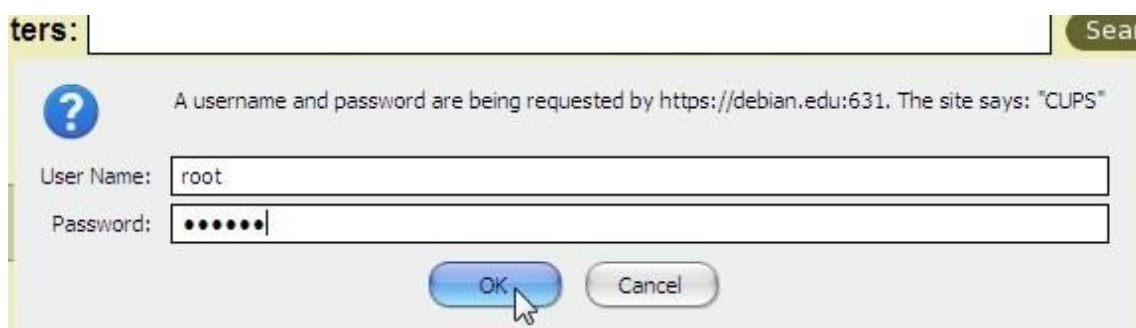 ters:
Sear
A username and password are being requested by https://debian.edu:631. The site says: "CUPS"
User Name: root
Password: ••••••
OK
Cancel